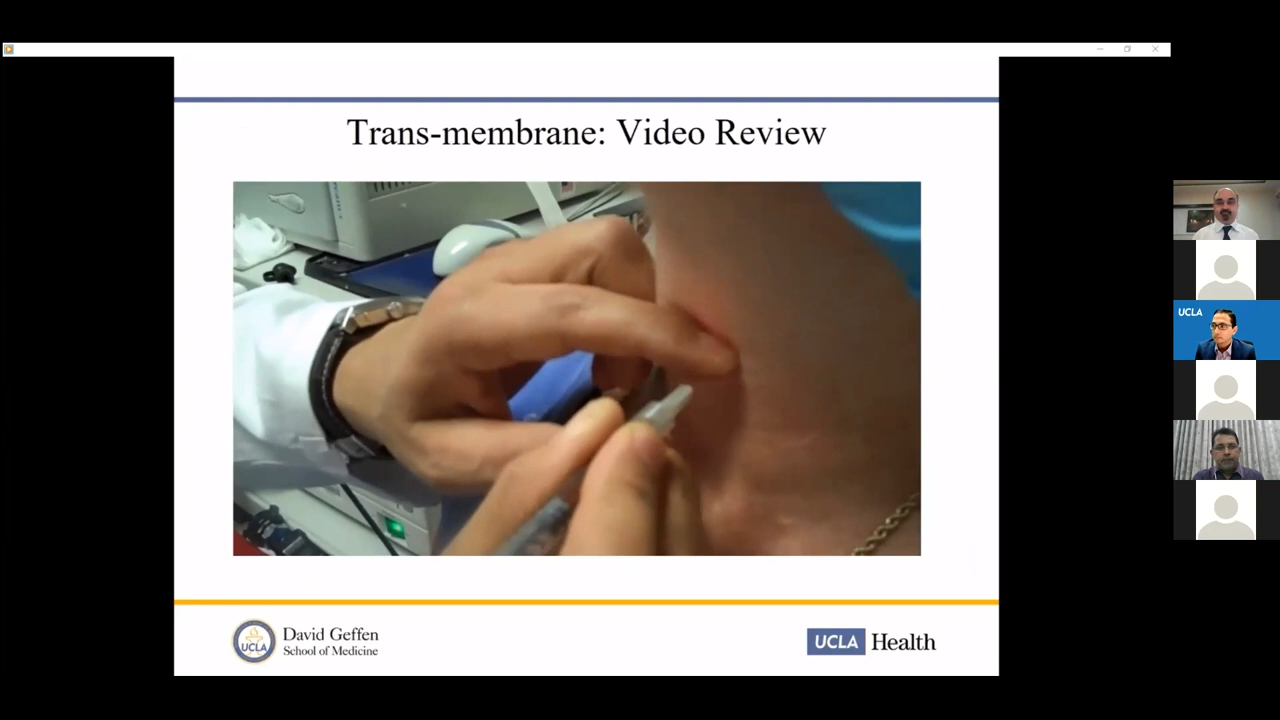 Trans-membrane: Video Review
UCLA
UCLA
David Geffen
School of Medicine
UCLA Health